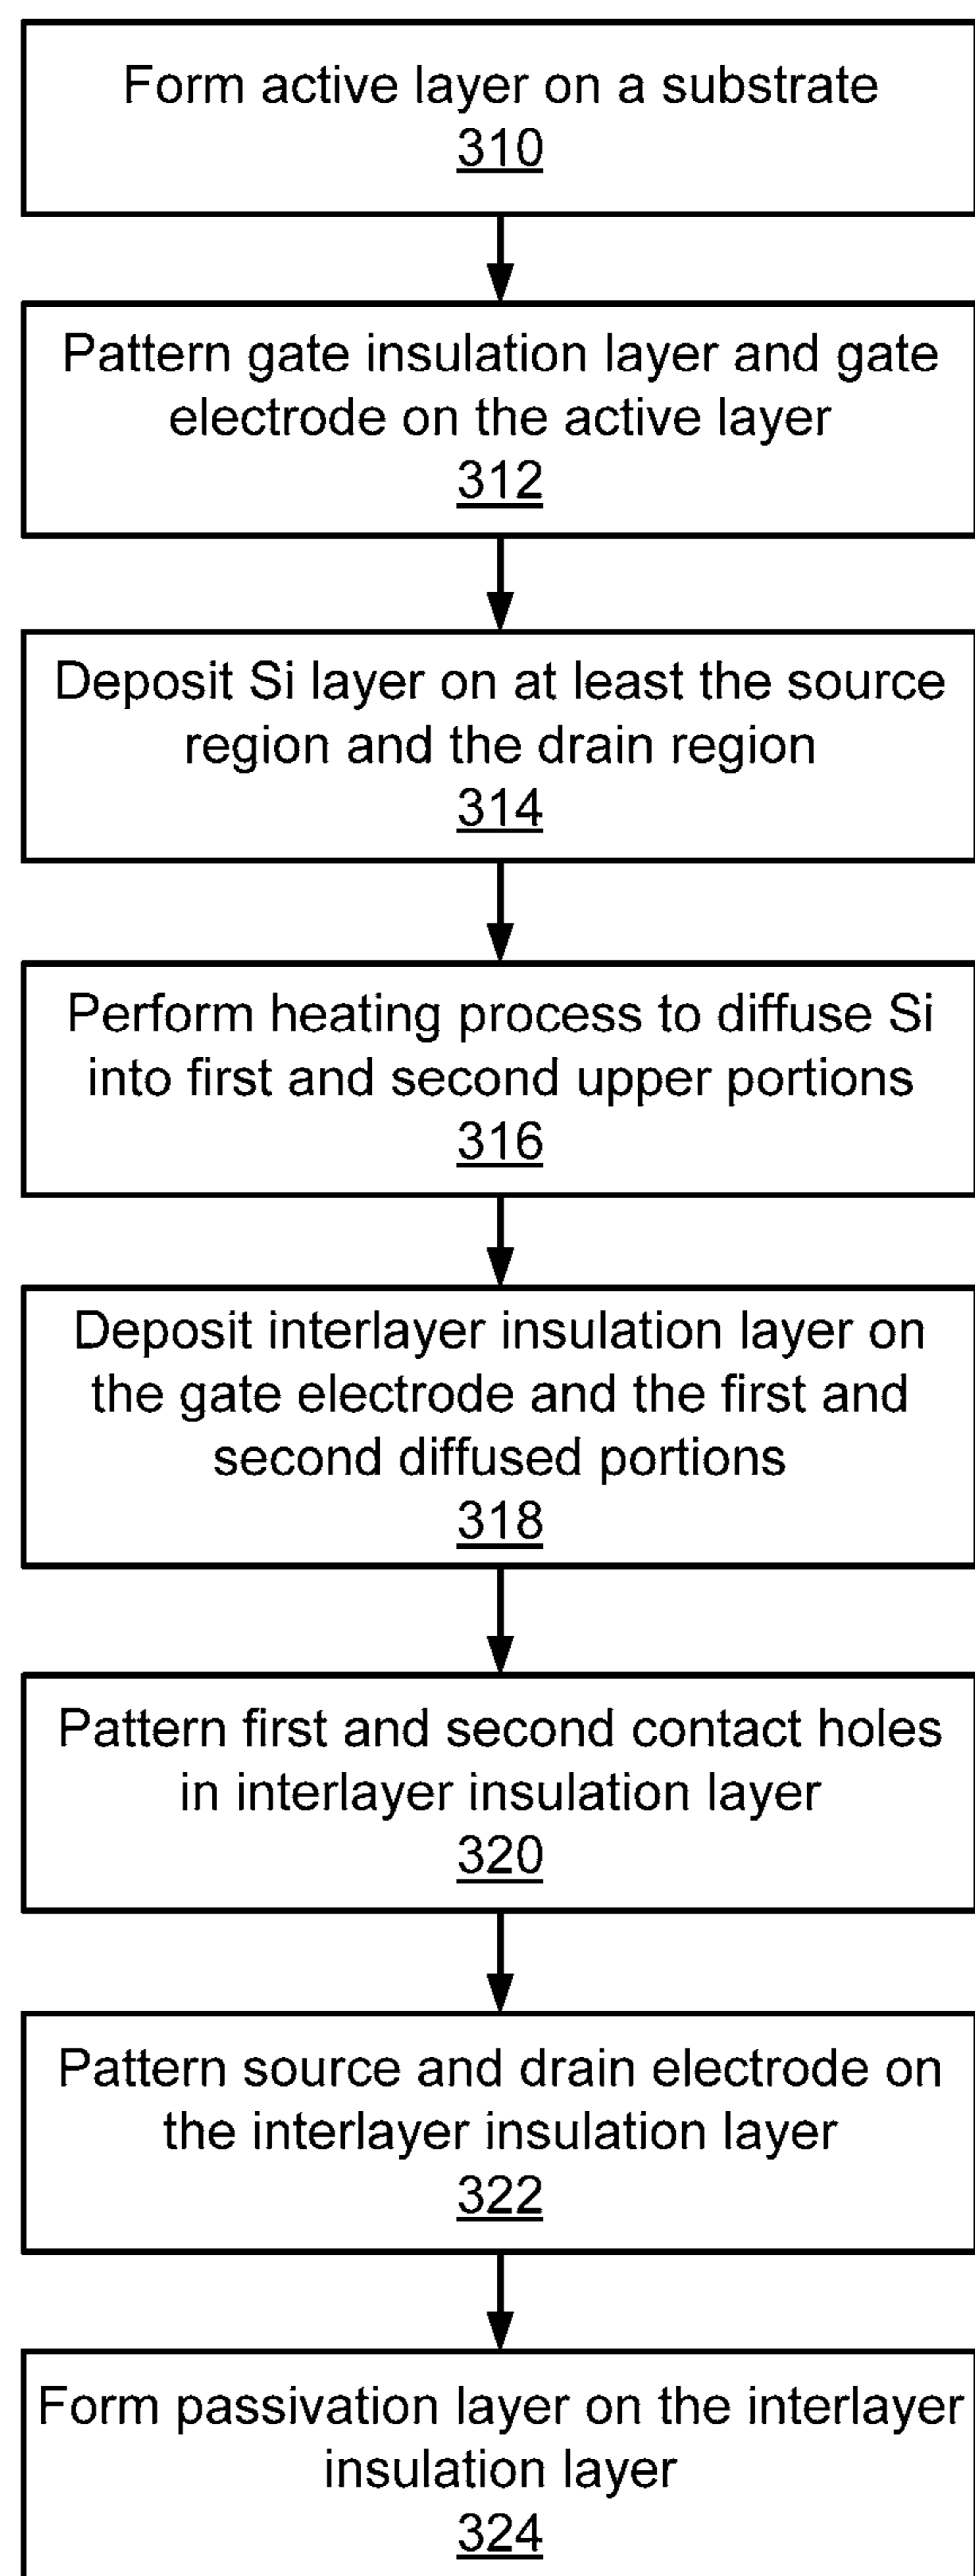 Form active layer on a substrate
310
Pattern gate insulation layer and gate
electrode on the active layer
312
Deposit Si layer on at least the source
region and the drain region
314
Perform heating process to diffuse Si
into first and second upper portions
316
Deposit interlayer insulation layer on
the gate electrode and the first and
second diffused portions
318
Pattern first and second contact holes
in interlayer insulation layer
320
Pattern source and drain electrode on
the interlayer insulation layer
322
Form passivation layer on the interlayer
insulation layer
324